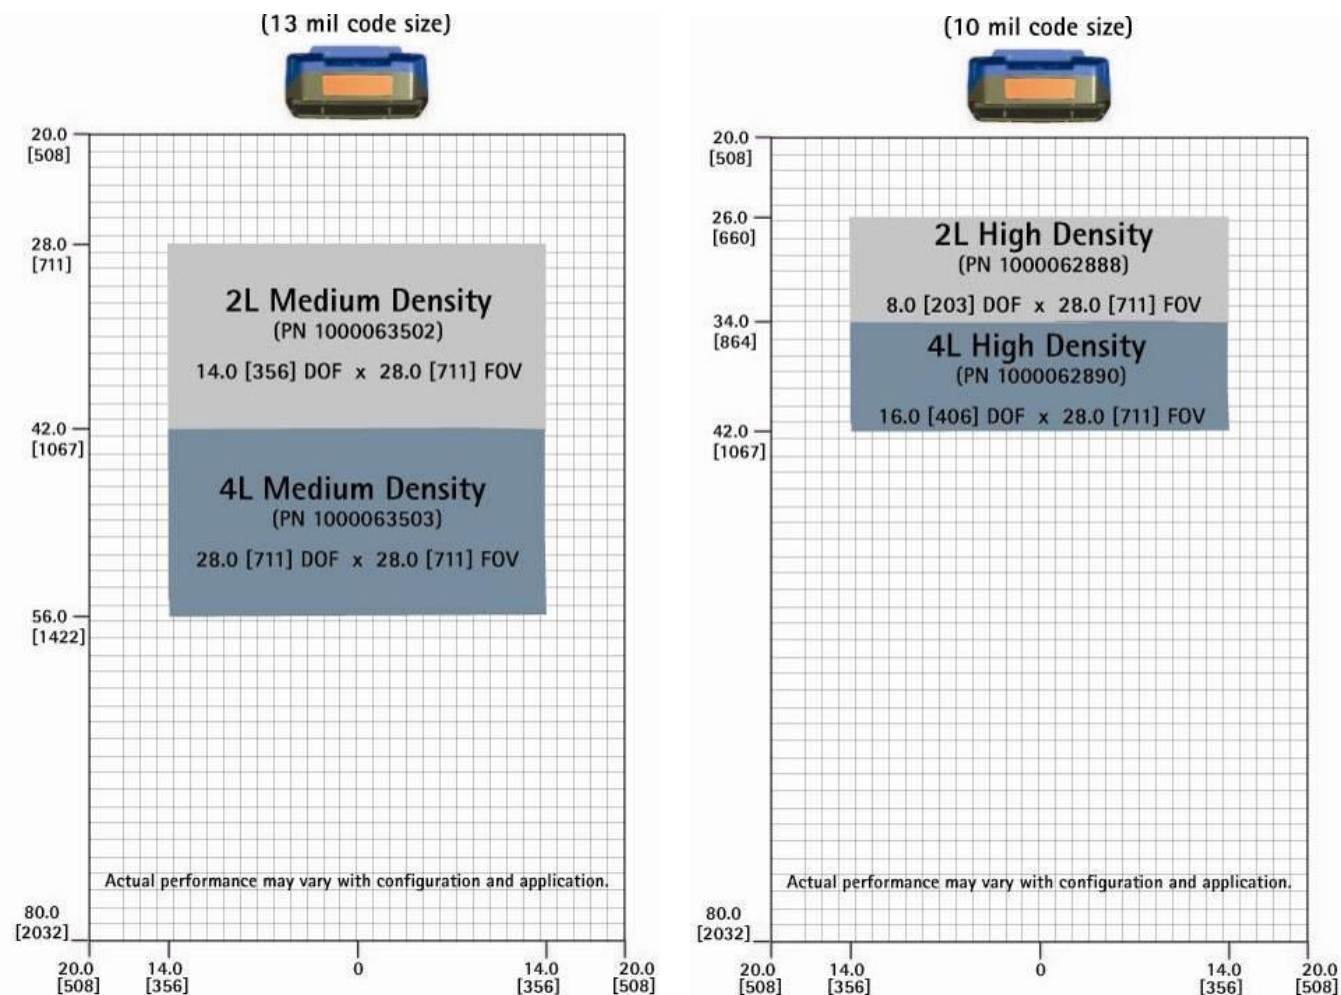 (13 mil code size)
20.0
[508]
28.0
[711]
2L Medium Density
(PN 1000063502)
14.0 [356] DOF x 28.0 [711] FOV
42.0
[1067]
4L Medium Density
(PN 1000063503)
28.0 [711] DOF x 28.0 [711] FOV
56.0
[1422]
Actual performance may vary with configuration and application.
80.0
[2032]
20.0 14.0 0 14.0 20.0
[508] [356] [356] [508]
(10 mil code size)
20.0
[508]
26.0
[660]
2L High Density
(PN 1000062888)
8.0 [203] DOF x 28.0 [711] FOV
34.0
[864]
4L High Density
(PN 1000062890)
16.0 [406] DOF x 28.0 [711] FOV
42.0
[1067]
Actual performance may vary with configuration and application.
80.0
[2032]
20.0 14.0 0 14.0 20.0
[508] [356] [356] [508]